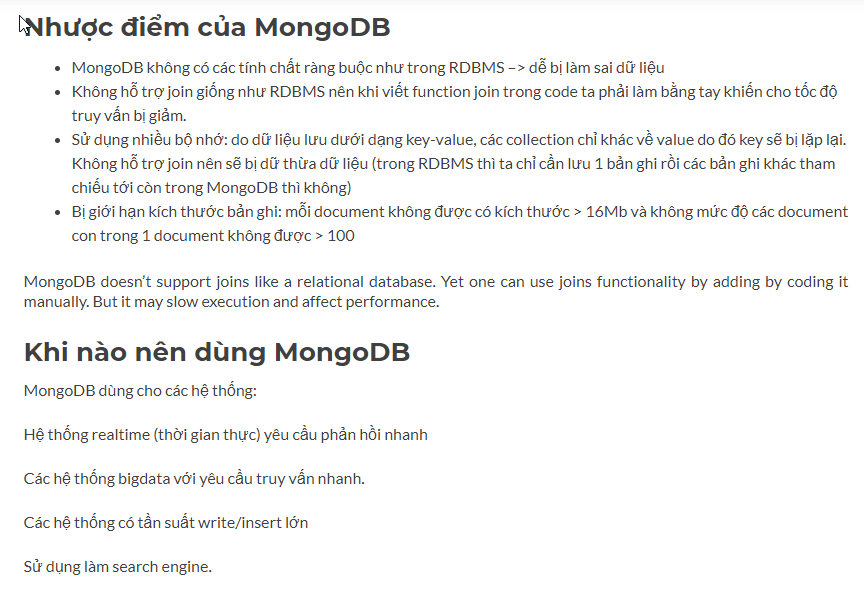 Nhược điểm của MongoDB
MongoDB không có các tính chất ràng buộc như trong RDBMS –> dễ bị làm sai dữ liệu
Không hỗ trợ join giống như RDBMS nên khi viết function join trong code ta phải làm bằng tay khiến cho tốc độ
truy vấn bị giảm.
Sử dụng nhiều bộ nhớ: do dữ liệu lưu dưới dạng key-value, các collection chỉ khác về value do đó key sẽ bị lặp lại.
Không hỗ trợ join nên sẽ bị dữ thừa dữ liệu (trong RDBMS thì ta chỉ cần lưu 1 bản ghi rồi các bản ghi khác tham
chiếu tới còn trong MongoDB thì không)
Bị giới hạn kích thước bản ghi: mỗi document không được có kích thước > 16Mb và không mức độ các document
con trong 1 document không được > 100
MongoDB doesn’t support joins like a relational database. Yet one can use joins functionality by adding by coding it
manually. But it may slow execution and affect performance.
Khi nào nên dùng MongoDB
MongoDB dùng cho các hệ thống:
Hệ thống realtime (thời gian thực) yêu cầu phản hồi nhanh
Các hệ thống bigdata với yêu cầu truy vấn nhanh.
Các hệ thống có tần suất write/insert lớn
Sử dụng làm search engine.